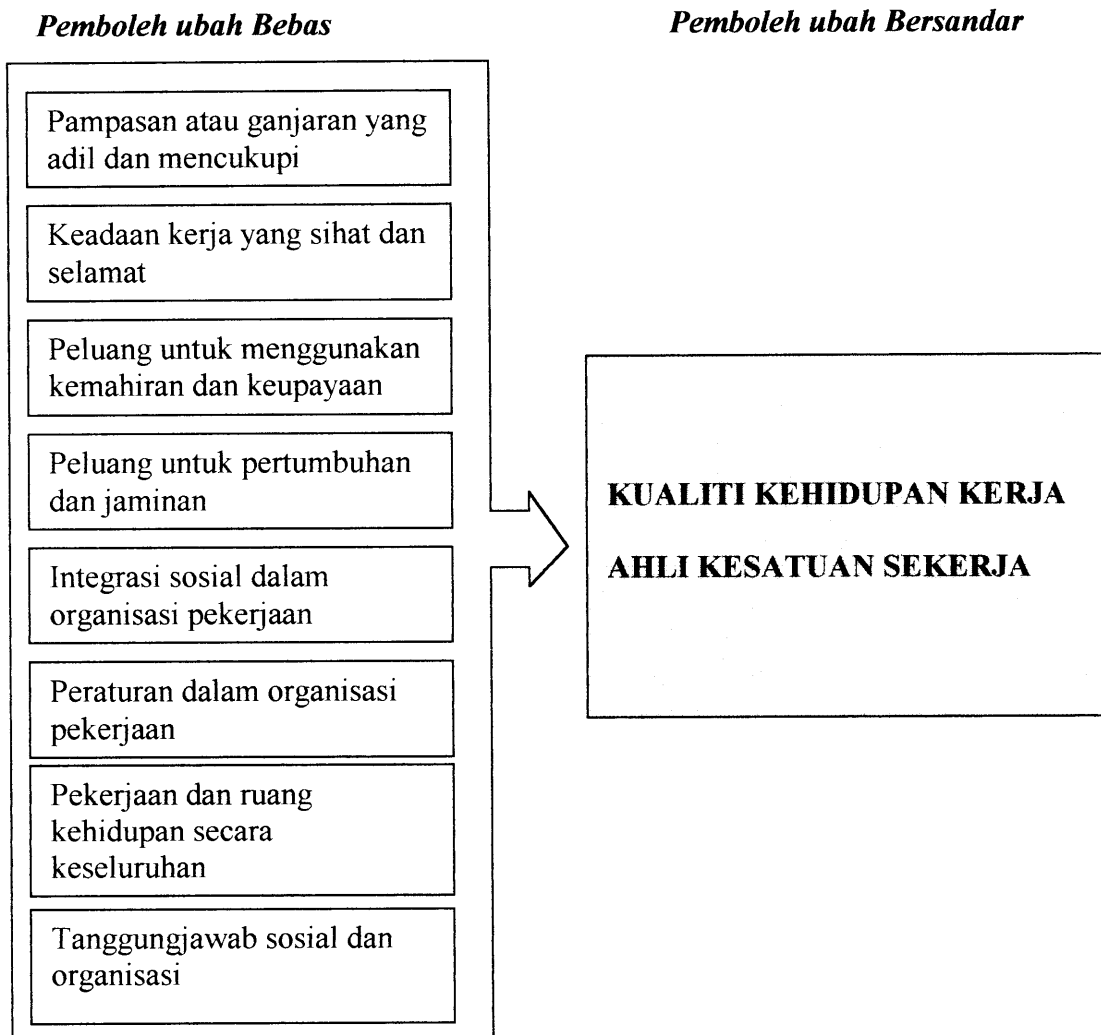 Pemboleh ubah Bebas
Pemboleh ubah Bersandar
Pampasan atau ganjaran yang
adil dan mencukupi
Keadaan kerja yang sihat dan
selamat
Peluang untuk menggunakan
kemahiran dan keupayaan
Peluang untuk pertumbuhan
dan jaminan
Integrasi sosial dalam
organisasi pekerjaan
Peraturan dalam organisasi
pekerjaan
Pekerjaan dan ruang
kehidupan secara
keseluruhan
Tanggungjawab sosial dan
organisasi
KUALITI KEHIDUPAN KERJA
AHLI KESATUAN SEKERJA